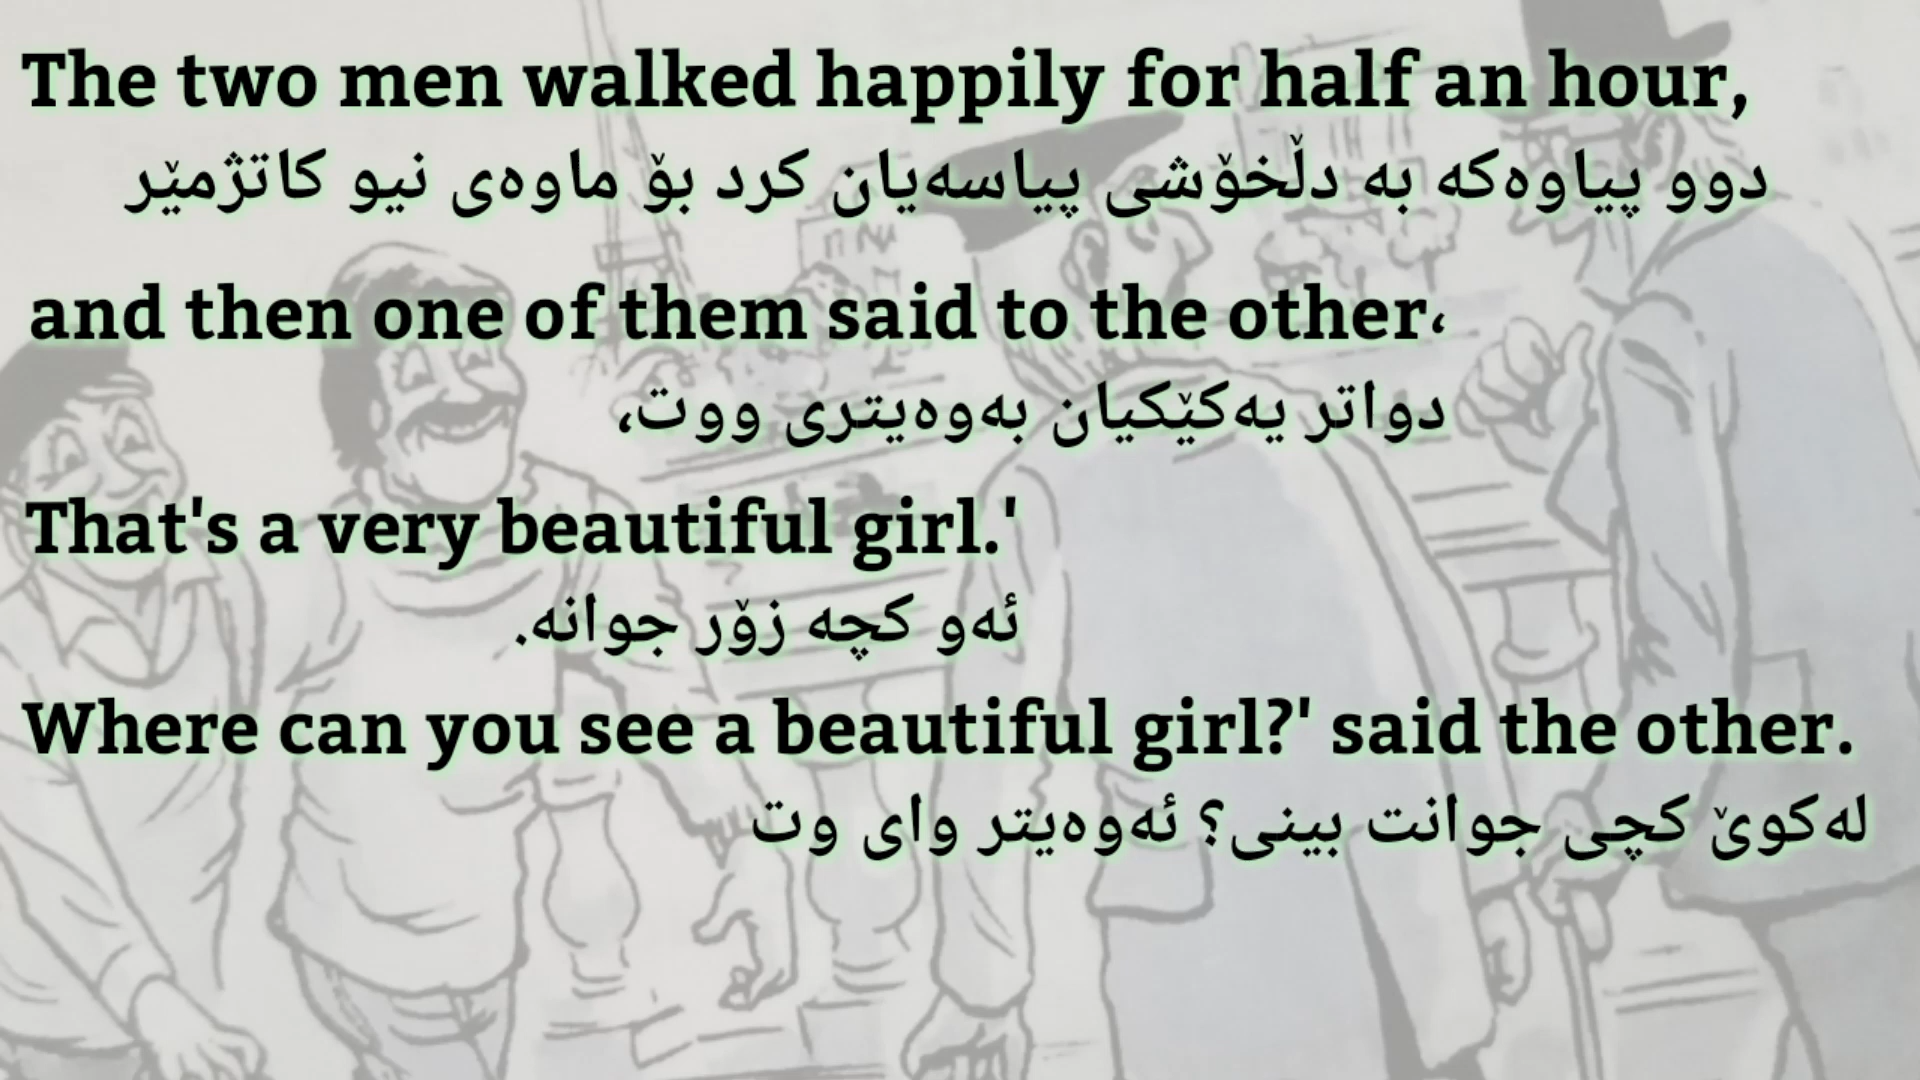 The two men walked happily for half an hour,
دوو پیاوەکە بە دڵخۆشی پیاسەیان کرد بۆ ماوەی نیو کاتژمێر
and then one of them said to the other،
دواتر یەکێکیان بەوەیتری ووت،
That's a very beautiful girl.'
ئەو کچە زۆر جوانە.
Where can you see a beautiful girl?' said the other.
لەکوێ کچی جوانت بینی؟ ئەوەیتر وای وت